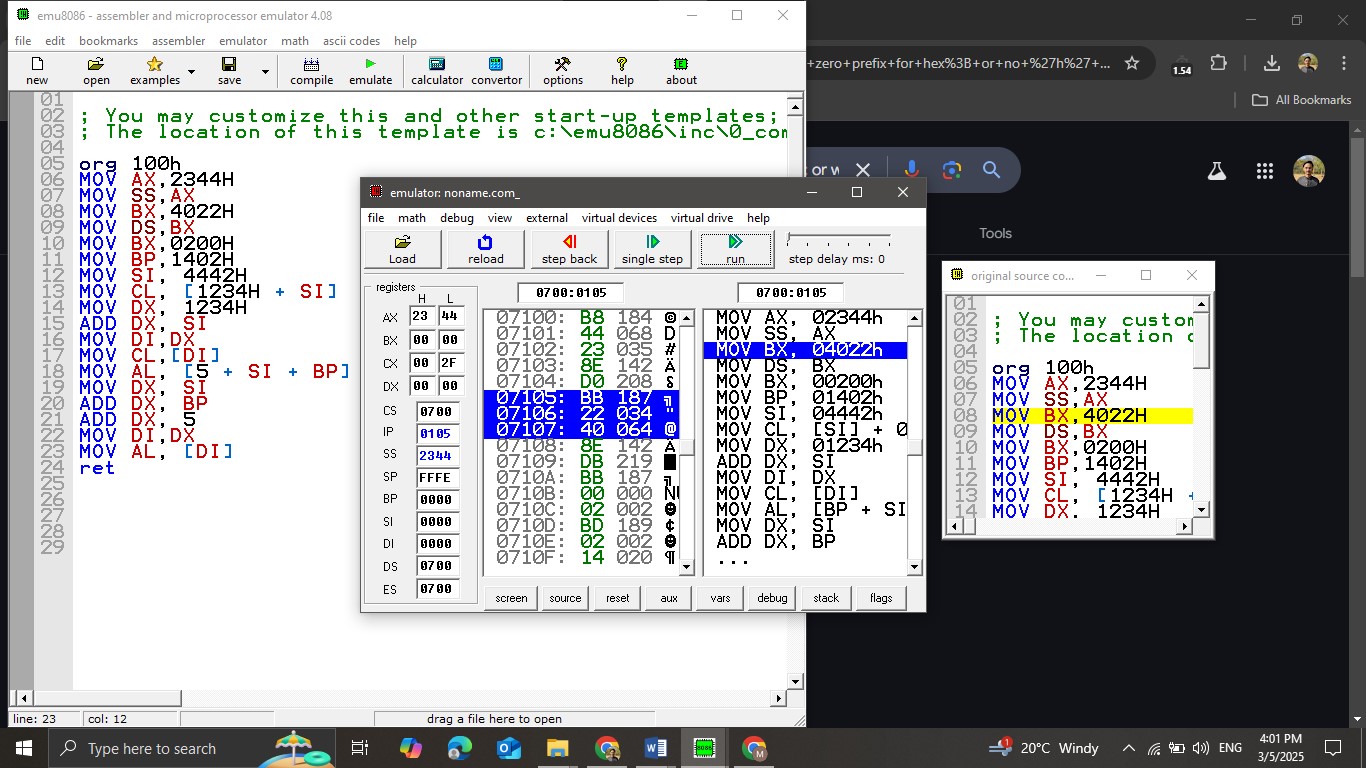 emu8086 - assembler and microprocessor emulator 4.08
file edit bookmarks assembler emulator math ascii codes help
new open examples save compile emulate calculator convertor options help about
01
02 ; You may customize this and other start-up templates;
03 ; The location of this template is c:\emu8086\inc\0_com
04
05 org 100h
06 MOV AX,2344H
07 MOV SS,AX
08 MOV BX,4022H
09 MOV DS,BX
10 MOV BX,0200H
11 MOV BP,1402H
12 MOV SI, 4442H
13 MOV CL, [1234H + SI]
14 MOV DX, 1234H
15 ADD DX, SI
16 MOV DI,DX
17 MOV CL,[DI]
18 MOV AL, [5 + SI + BP]
19 MOV DX, SI
20 ADD DX, BP
21 ADD DX, 5
22 MOV DI,DX
23 MOV AL, [DI]
24 ret
25
26
27
28
29
line: 23 col: 12 drag a file here to open
emulator: noname.com_
file math debug view external virtual devices virtual drive help
Load reload step back single step run step delay ms: 0
registers
H L
AX 23 44
BX 00 00
CX 00 2F
DX 00 00
CS 0700
IP 0105
SS 2344
SP FFFE
BP 0000
SI 0000
DI 0000
DS 0700
ES 0700
0700:0105
07100: B8 184 @
07101: 44 068 D
07102: 23 035 #
07103: 8E 142 Ä
07104: D0 208
07105: BB 187 ╗
07106: 22 034 "
07107: 40 064 @
07108: 8E 142 Ä
07109: DB 219 █
0710A: BB 187 ╗
0710B: 00 000 NU
0710C: 02 002 ☻
0710D: BD 189 ¢
0710E: 02 002 ☻
0710F: 14 020 ¶
0700:0105
MOV AX, 02344h
MOV SS, AX
MOV BX, 04022h
MOV DS, BX
MOV BX, 00200h
MOV BP, 01402h
MOV SI, 04442h
MOV CL, [SI] + 0
MOV DX, 01234h
ADD DX, SI
MOV DI, DX
MOV CL, [DI]
MOV AL, [BP + SI
MOV DX, SI
ADD DX, BP
...
screen source reset aux vars debug stack flags
+ zero prefix for hex%3B + or + no + %27h%27 + ...
1.54
All Bookmarks
or w
Tools
original source co...
01
02 ; You may custom
03 ; The location o
04
05 org 100h
06 MOV AX,2344H
07 MOV SS,AX
08 MOV BX,4022H
09 MOV DS,BX
10 MOV BX,0200H
11 MOV BP,1402H
12 MOV SI, 4442H
13 MOV CL, [1234H +
14 MOV DX, 1234H
Type here to search
8086
M
1
20°C Windy
ENG
4:01 PM
3/5/2025